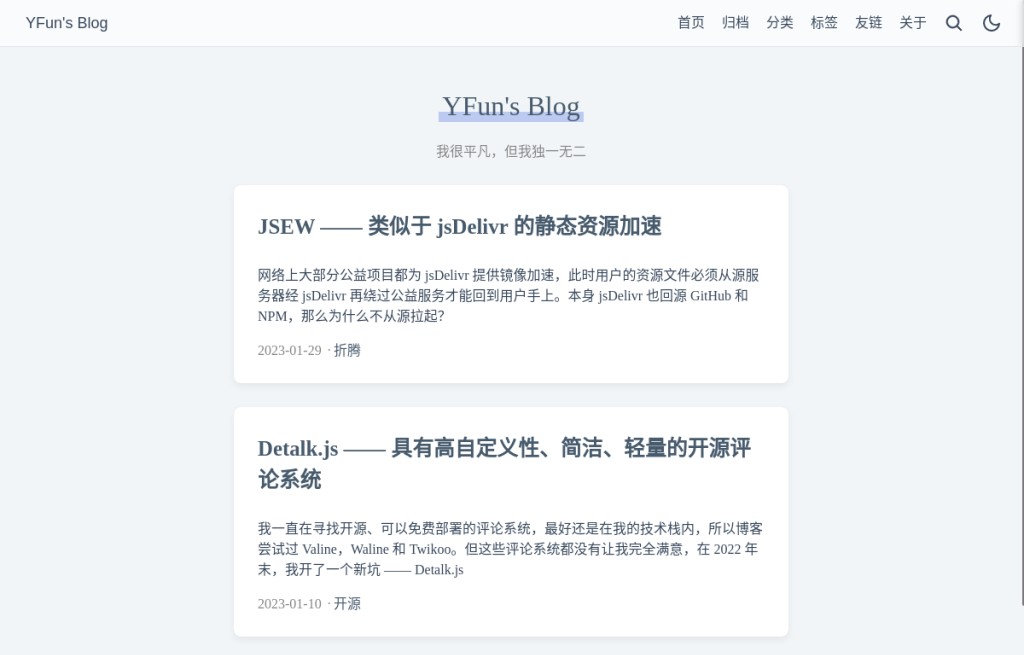 YFun's Blog
首页 归档 分类 标签 友链 关于
YFun's Blog
我很平凡，但我独一无二
JSEW —— 类似于 jsDelivr 的静态资源加速
网络上大部分公益项目都为 jsDelivr 提供镜像加速，此时用户的资源文件必须从源服
务器经 jsDelivr 再绕过公益服务才能回到用户手上。本身 jsDelivr 也回源 GitHub 和
NPM，那么为什么不从源拉起？
2023-01-29 · 折腾
Detalk.js —— 具有高自定义性、简洁、轻量的开源评
论系统
我一直在寻找开源、可以免费部署的评论系统，最好还是在我的技术栈内，所以博客
尝试过 Valine，Waline 和 Twikoo。但这些评论系统都没有让我完全满意，在 2022 年
末，我开了一个新坑 —— Detalk.js
2023-01-10 · 开源